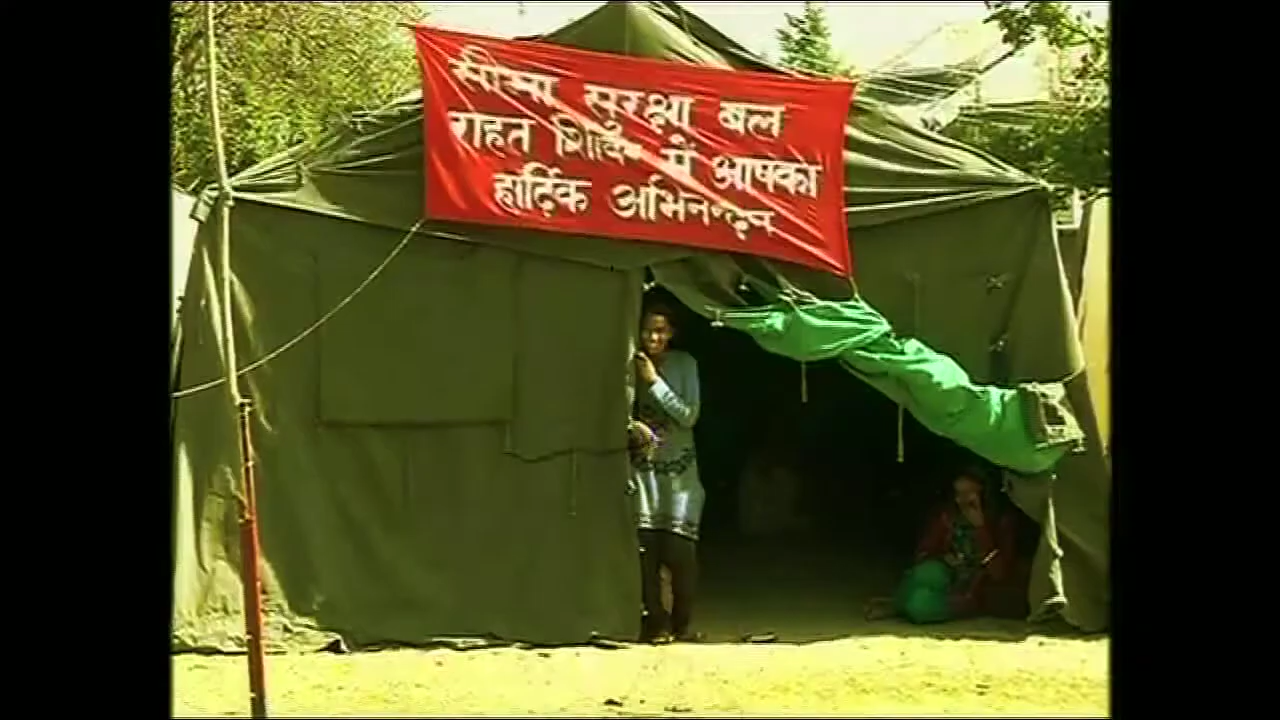 सीमा सुरक्षा बल
राहत शिविर में आपका
हार्दिक अभिनन्दन